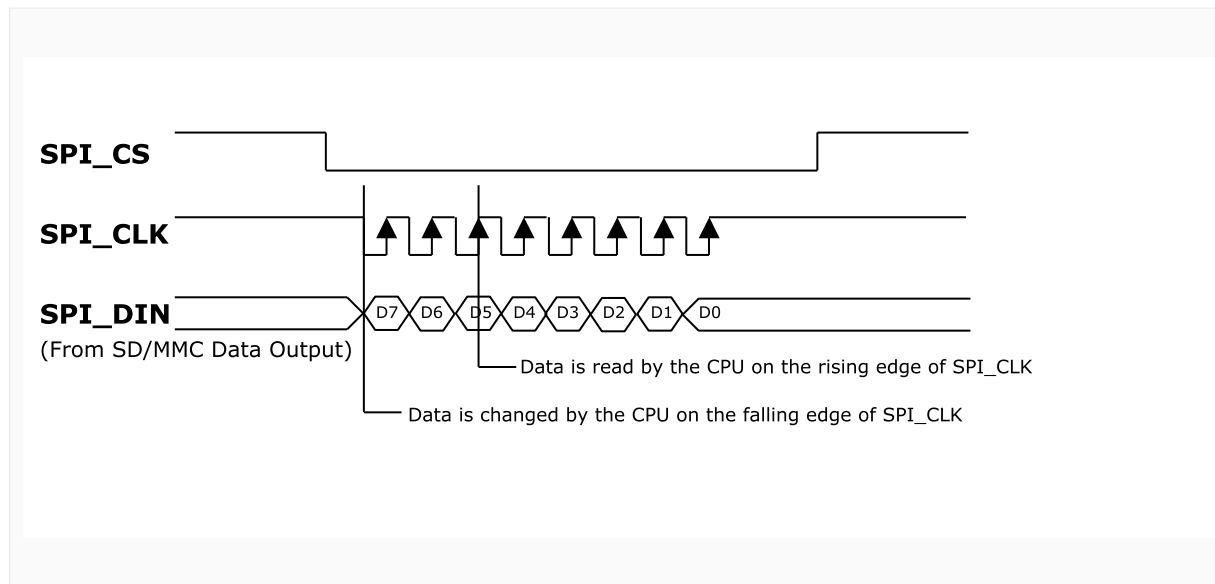 SPI_CS
SPI_CLK
SPI_DIN
D7 D6 D5 D4 D3 D2 D1 D0
(From SD/MMC Data Output)
Data is read by the CPU on the rising edge of SPI_CLK
Data is changed by the CPU on the falling edge of SPI_CLK